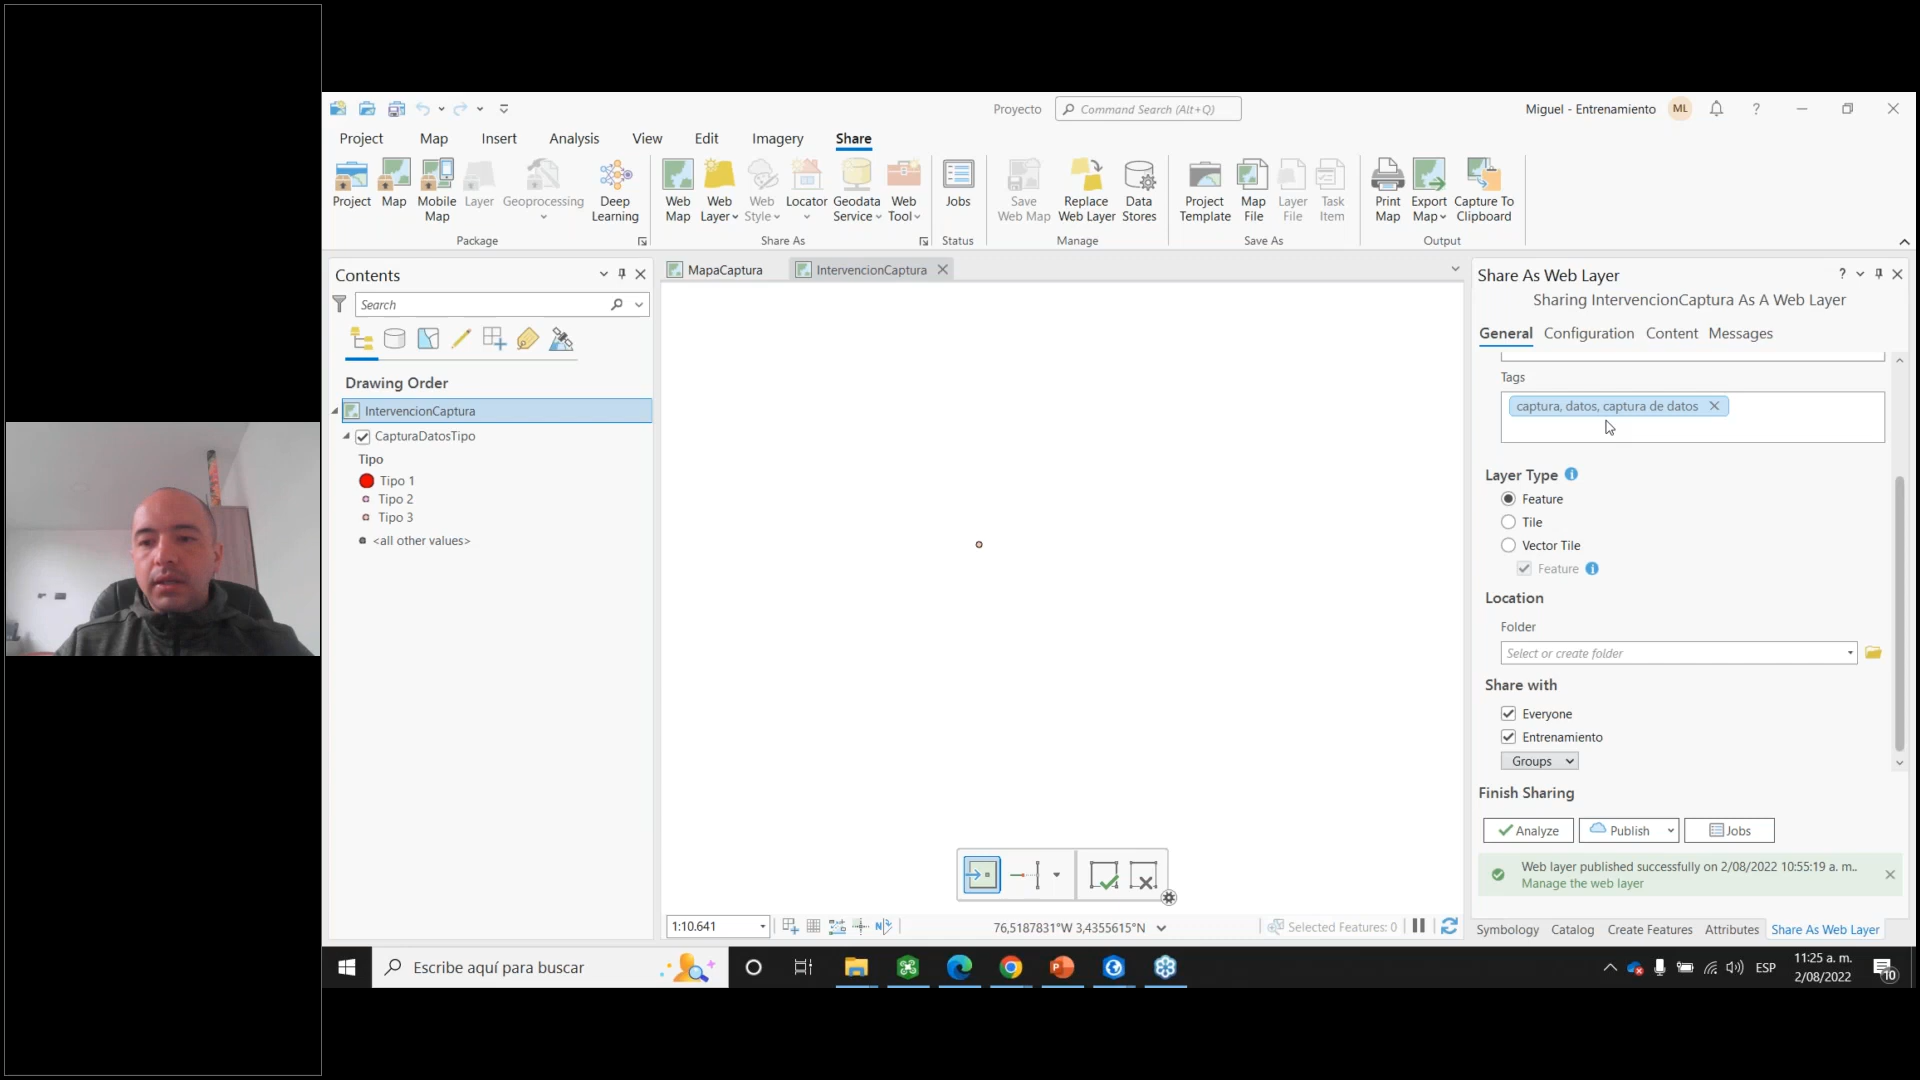 Proyecto
Command Search (Alt+Q)
Miguel - Entrenamiento
ML
?
Project
Map
Insert
Analysis
View
Edit
Imagery
Share
Project
Map
Mobile Map
Layer
Geoprocessing
Deep Learning
Package
Web Map
Web Layer
Web Style
Locator
Geodata Service
Web Tool
Share As
Jobs
Status
Save Web Map
Replace Web Layer
Data Stores
Manage
Project Template
Map File
Layer File
Task Item
Save As
Print Map
Export Map
Capture To Clipboard
Output
Contents
Search
Drawing Order
IntervencionCaptura
CapturaDatosTipo
Tipo
Tipo 1
Tipo 2
Tipo 3
<all other values>
MapaCaptura
IntervencionCaptura
1:10.641
76,5187831°W 3,4355615°N
Selected Features: 0
Share As Web Layer
?
Sharing IntervencionCaptura As A Web Layer
General
Configuration
Content
Messages
Tags
captura, datos, captura de datos
Layer Type
Feature
Tile
Vector Tile
Feature
Location
Folder
Select or create folder
Share with
Everyone
Entrenamiento
Groups
Finish Sharing
Analyze
Publish
Jobs
Web layer published successfully on 2/08/2022 10:55:19 a. m..
Manage the web layer
Symbology
Catalog
Create Features
Attributes
Share As Web Layer
Escribe aquí para buscar
ESP
11:25 a. m.
2/08/2022
10